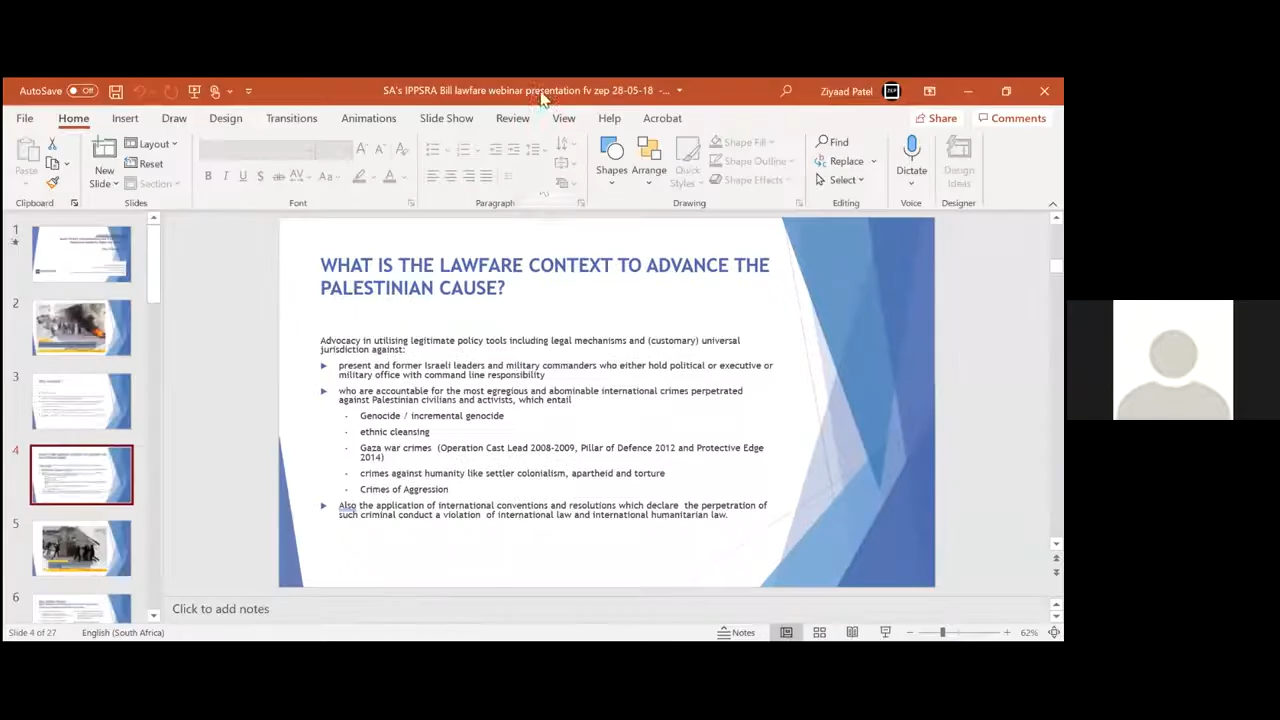 AutoSave Off
SA's IPPSRA Bill lawfare webinar presentation fv zep 28-05-18 -...
Ziyaad Patel
File Home Insert Draw Design Transitions Animations Slide Show Review View Help Acrobat
Share Comments
Paste
New
Slide
Layout
Reset
Section
B I U S ab AV Aa A
Shapes
Arrange
Quick
Styles
Shape Fill
Shape Outline
Shape Effects
Find
Replace
Select
Dictate
Design
Ideas
Clipboard Slides Font Paragraph Drawing Editing Voice Designer
1
2
3
4
5
6
WHAT IS THE LAWFARE CONTEXT TO ADVANCE THE
PALESTINIAN CAUSE?
Advocacy in utilising legitimate policy tools including legal mechanisms and (customary) universal
jurisdiction against:
present and former Israeli leaders and military commanders who either hold political or executive or
military office with command line responsibility
who are accountable for the most egregious and abominable international crimes perpetrated
against Palestinian civilians and activists, which entail
- Genocide / incremental genocide
- ethnic cleansing
- Gaza war crimes (Operation Cast Lead 2008-2009, Pillar of Defence 2012 and Protective Edge
2014)
- crimes against humanity like settler colonialism, apartheid and torture
- Crimes of Aggression
Also the application of international conventions and resolutions which declare the perpetration of
such criminal conduct a violation of international law and international humanitarian law.
Click to add notes
Slide 4 of 27 English (South Africa) Notes 62%